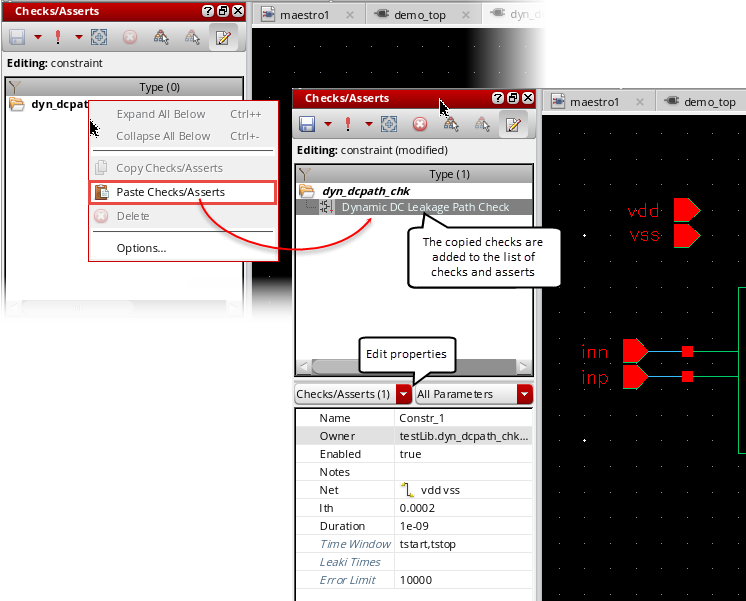 Checks/Asserts
maestro1
demo_top
dyn_dc
Editing: constraint
Type (0)
dyn_dcpat
Expand All Below Ctrl++
Collapse All Below Ctrl+-
Copy Checks/Asserts
Paste Checks/Asserts
Delete
Options...
Checks/Asserts
maestro1
demo_top
Editing: constraint (modified)
Type (1)
dyn_dcpath_chk
Dynamic DC Leakage Path Check
The copied checks are
added to the list of
checks and asserts
vdd
vss
inn
inp
Edit properties
Checks/Asserts (1)
All Parameters
Name Constr_1
Owner testLib.dyn_dcpath_chk...
Enabled true
Notes
Net vdd vss
Ith 0.0002
Duration 1e-09
Time Window tstart,tstop
Leaki Times
Error Limit 10000